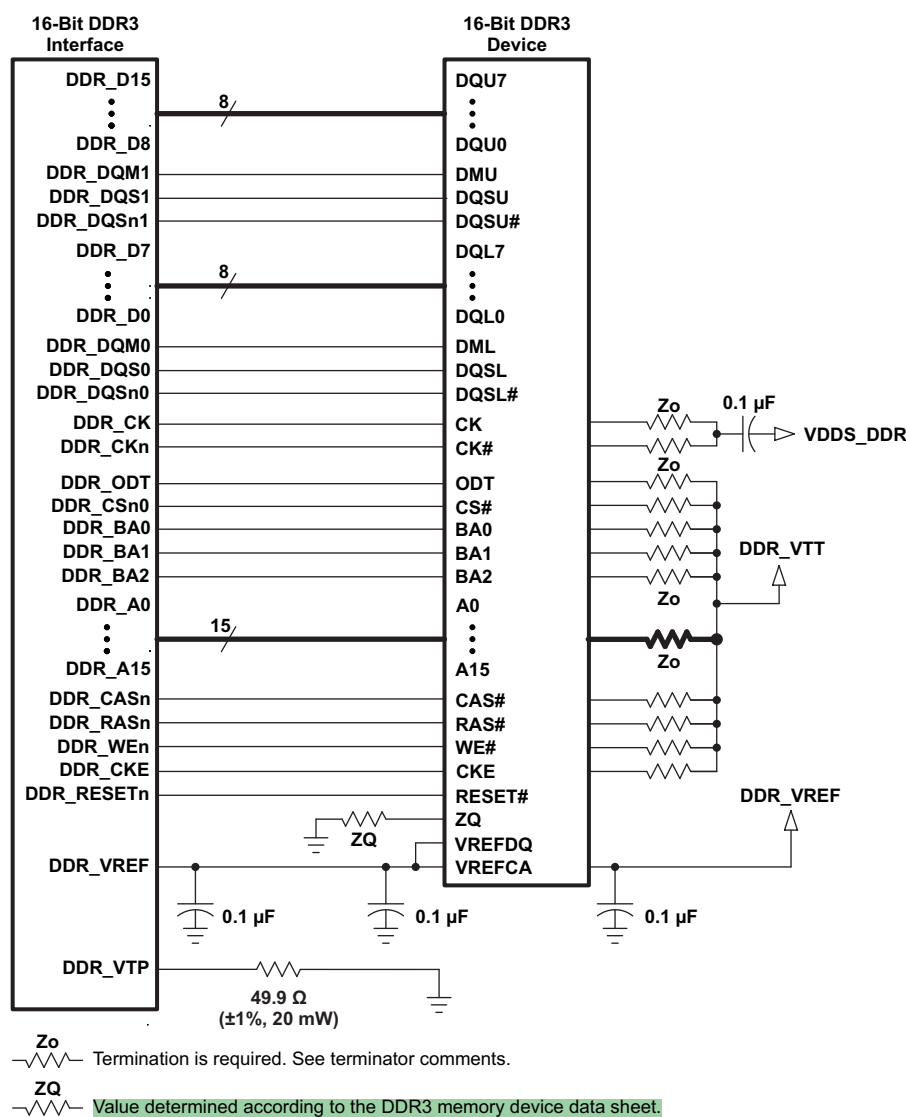 16-Bit DDR3
Interface
16-Bit DDR3
Device
DDR_D15
8
DQU7
DDR_D8
DQU0
DDR_DQM1
DMU
DDR_DQS1
DQSU
DDR_DQSn1
DQSU#
DDR_D7
8
DQL7
DDR_D0
DQL0
DDR_DQM0
DML
DDR_DQS0
DQSL
DDR_DQSn0
DQSL#
Zo
0.1 µF
DDR_CK
CK
VDDS_DDR
DDR_CKn
CK#
Zo
DDR_ODT
ODT
DDR_CSn0
CS#
DDR_BA0
BA0
DDR_BA1
BA1
DDR_VTT
DDR_BA2
BA2
Zo
DDR_A0
A0
15
Zo
DDR_A15
A15
DDR_CASn
CAS#
DDR_RASn
RAS#
DDR_WEn
WE#
DDR_CKE
CKE
DDR_RESETn
RESET#
DDR_VREF
ZQ
ZQ
VREFDQ
DDR_VREF
VREFCA
0.1 µF
0.1 µF
0.1 µF
DDR_VTP
49.9 Ω
(±1%, 20 mW)
Zo
Termination is required. See terminator comments.
ZQ
Value determined according to the DDR3 memory device data sheet.